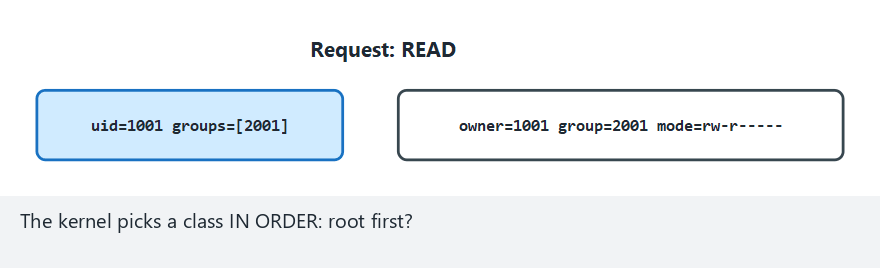 Request: READ
uid=1001 groups=[2001]
owner=1001 group=2001 mode=rw-r-----
The kernel picks a class IN ORDER: root first?